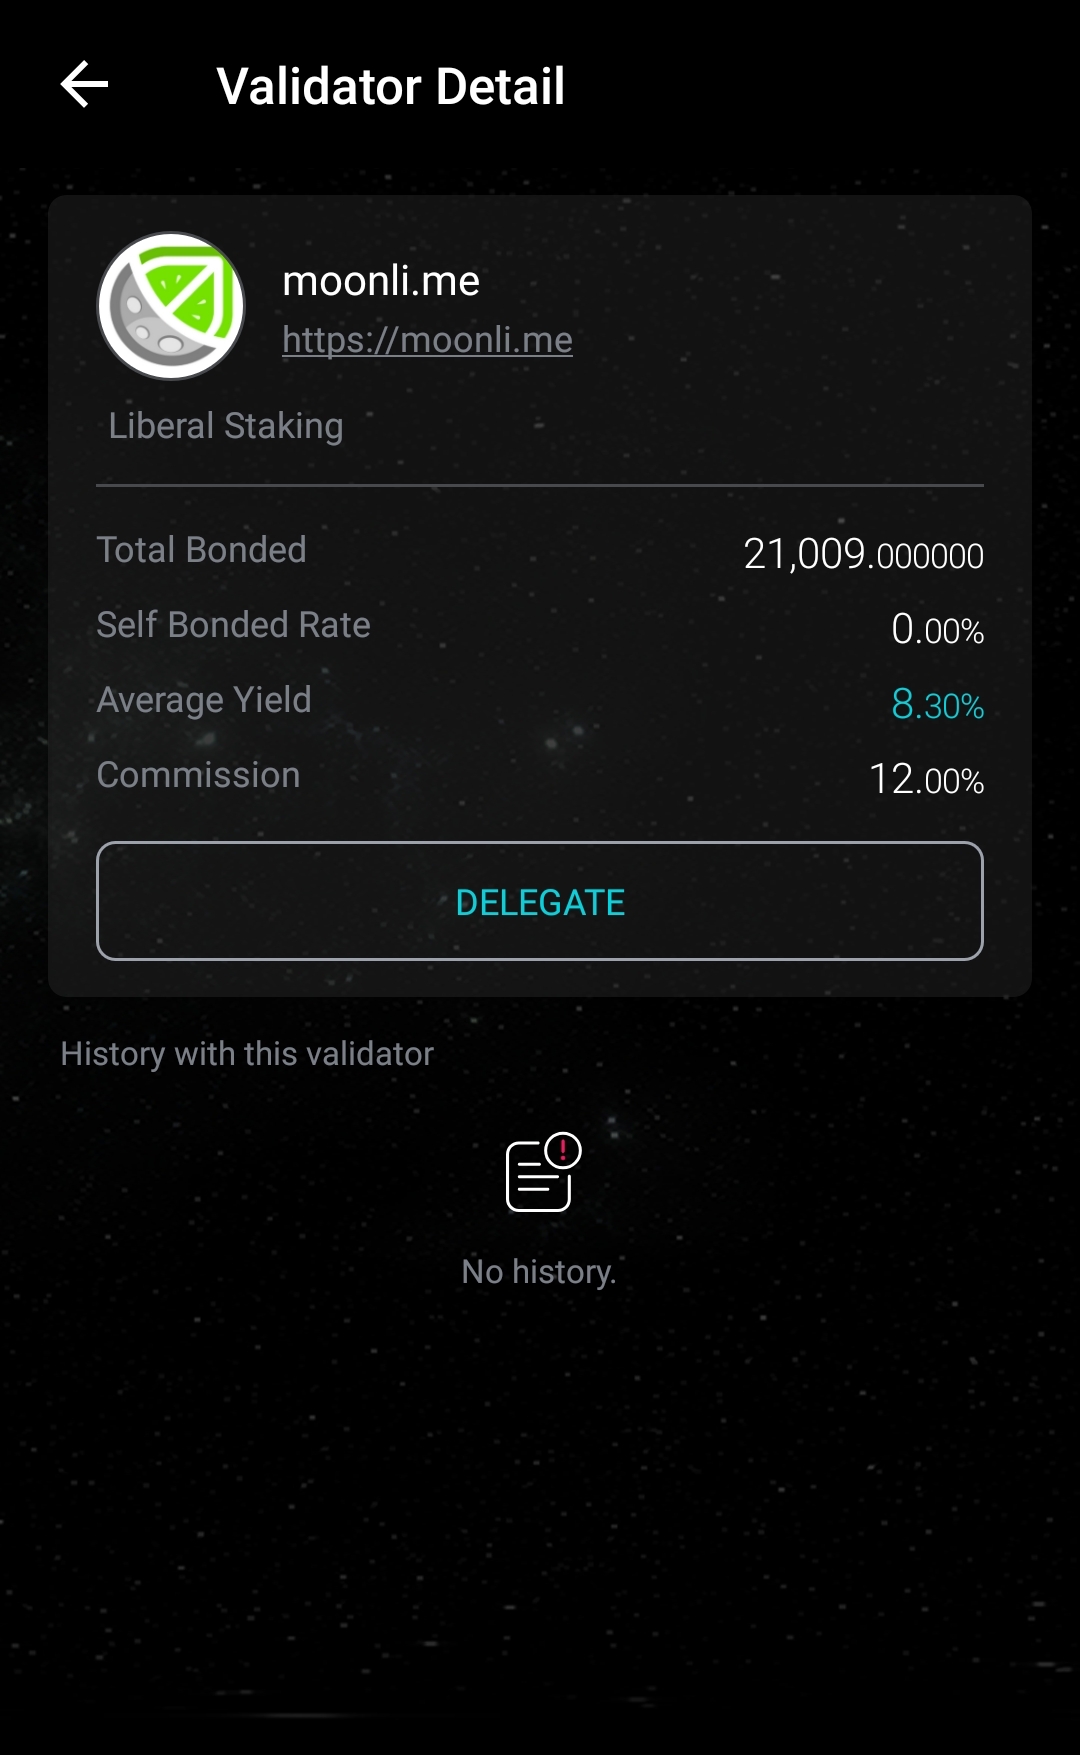 Validator Detail
moonli.me
https://moonli.me
Liberal Staking
Total Bonded 21,009.000000
Self Bonded Rate 0.00%
Average Yield 8.30%
Commission 12.00%
DELEGATE
History with this validator
No history.